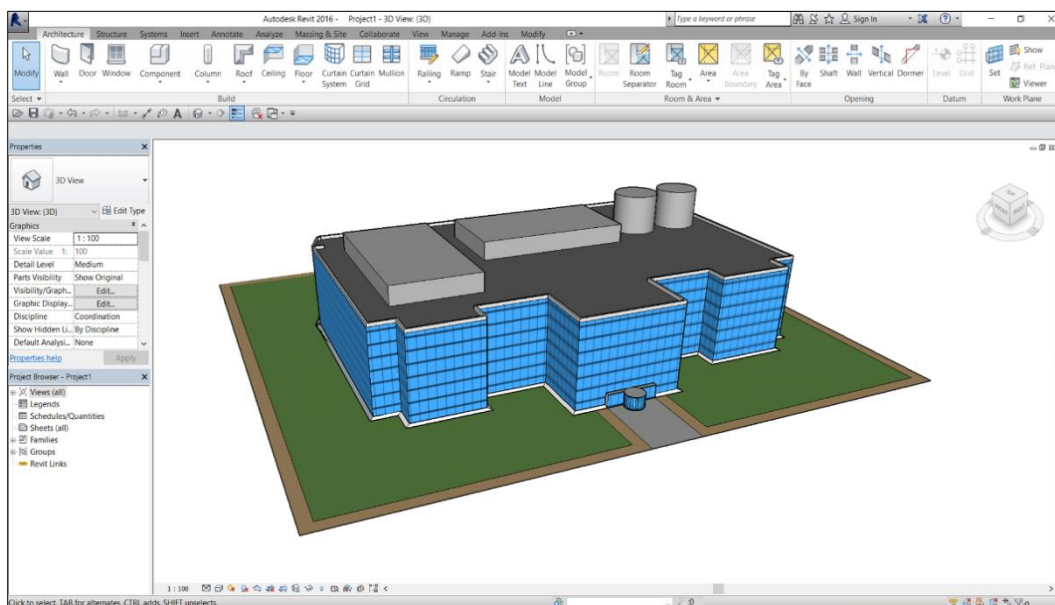 Autodesk Revit 2016 - Project1 - 3D View: {3D}
Type a keyword or phrase
Sign In
Architecture Structure Systems Insert Annotate Analyze Massing & Site Collaborate View Manage Add-Ins Modify
Modify Wall Door Window Component Column Roof Ceiling Floor Curtain System Curtain Grid Mullion Railing Ramp Stair Model Text Model Line Model Group Room Room Separator Tag Room Area Area Boundary Tag Area By Face Shaft Wall Vertical Dormer Level Grid Set Show Ref Plane Viewer
Select Build Circulation Model Room & Area Opening Datum Work Plane
Properties
3D View
3D View: {3D} Edit Type
Graphics
View Scale 1 : 100
Scale Value 1: 100
Detail Level Medium
Parts Visibility Show Original
Visibility/Graph... Edit...
Graphic Display... Edit...
Discipline Coordination
Show Hidden Li... By Discipline
Default Analysi... None
Properties help Apply
Project Browser - Project1
Views (all)
Legends
Schedules/Quantities
Sheets (all)
Families
Groups
Revit Links
1 : 100
Click to select, TAB for alternates, CTRL adds, SHIFT unselects.
:0